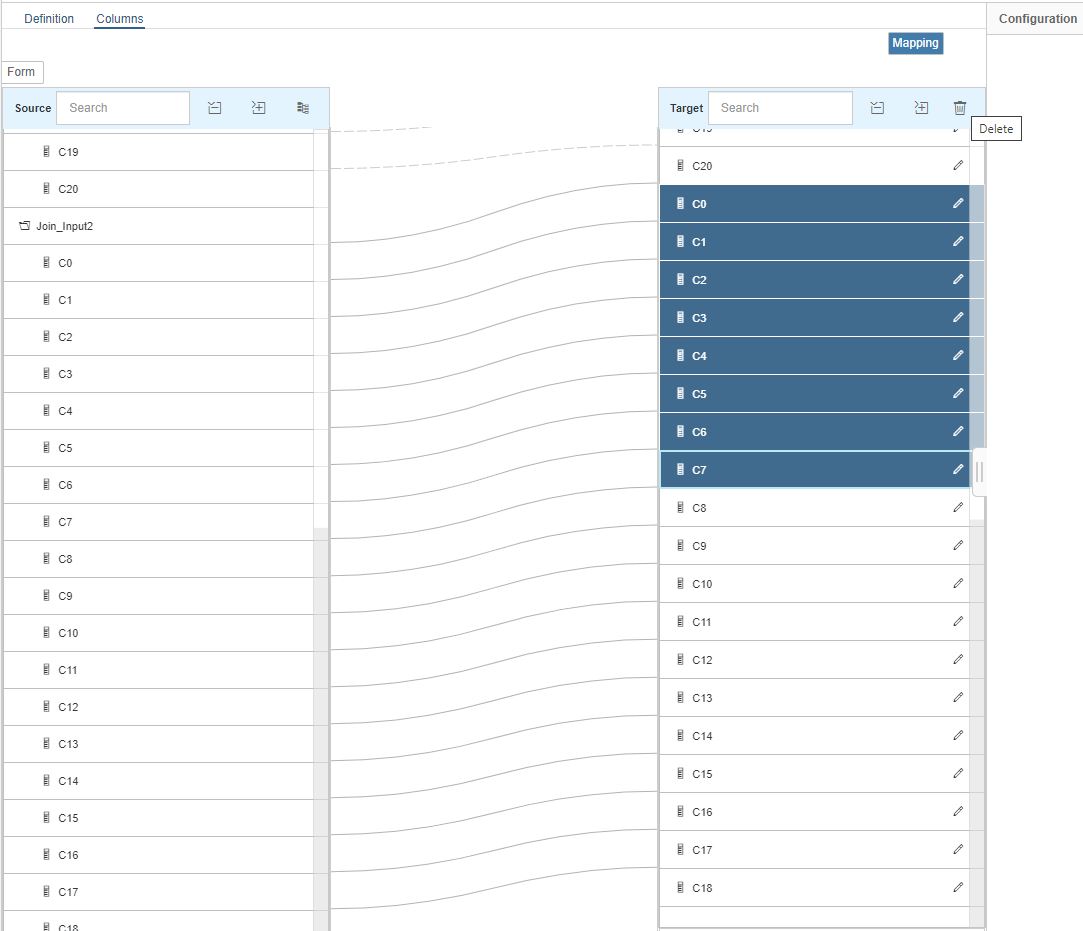 Definition Columns
Configuration
Mapping
Form
Source Search
C19
C20
Join_Input2
C0
C1
C2
C3
C4
C5
C6
C7
C8
C9
C10
C11
C12
C13
C14
C15
C16
C17
C18
Target Search
Delete
C19
C20
C0
C1
C2
C3
C4
C5
C6
C7
C8
C9
C10
C11
C12
C13
C14
C15
C16
C17
C18